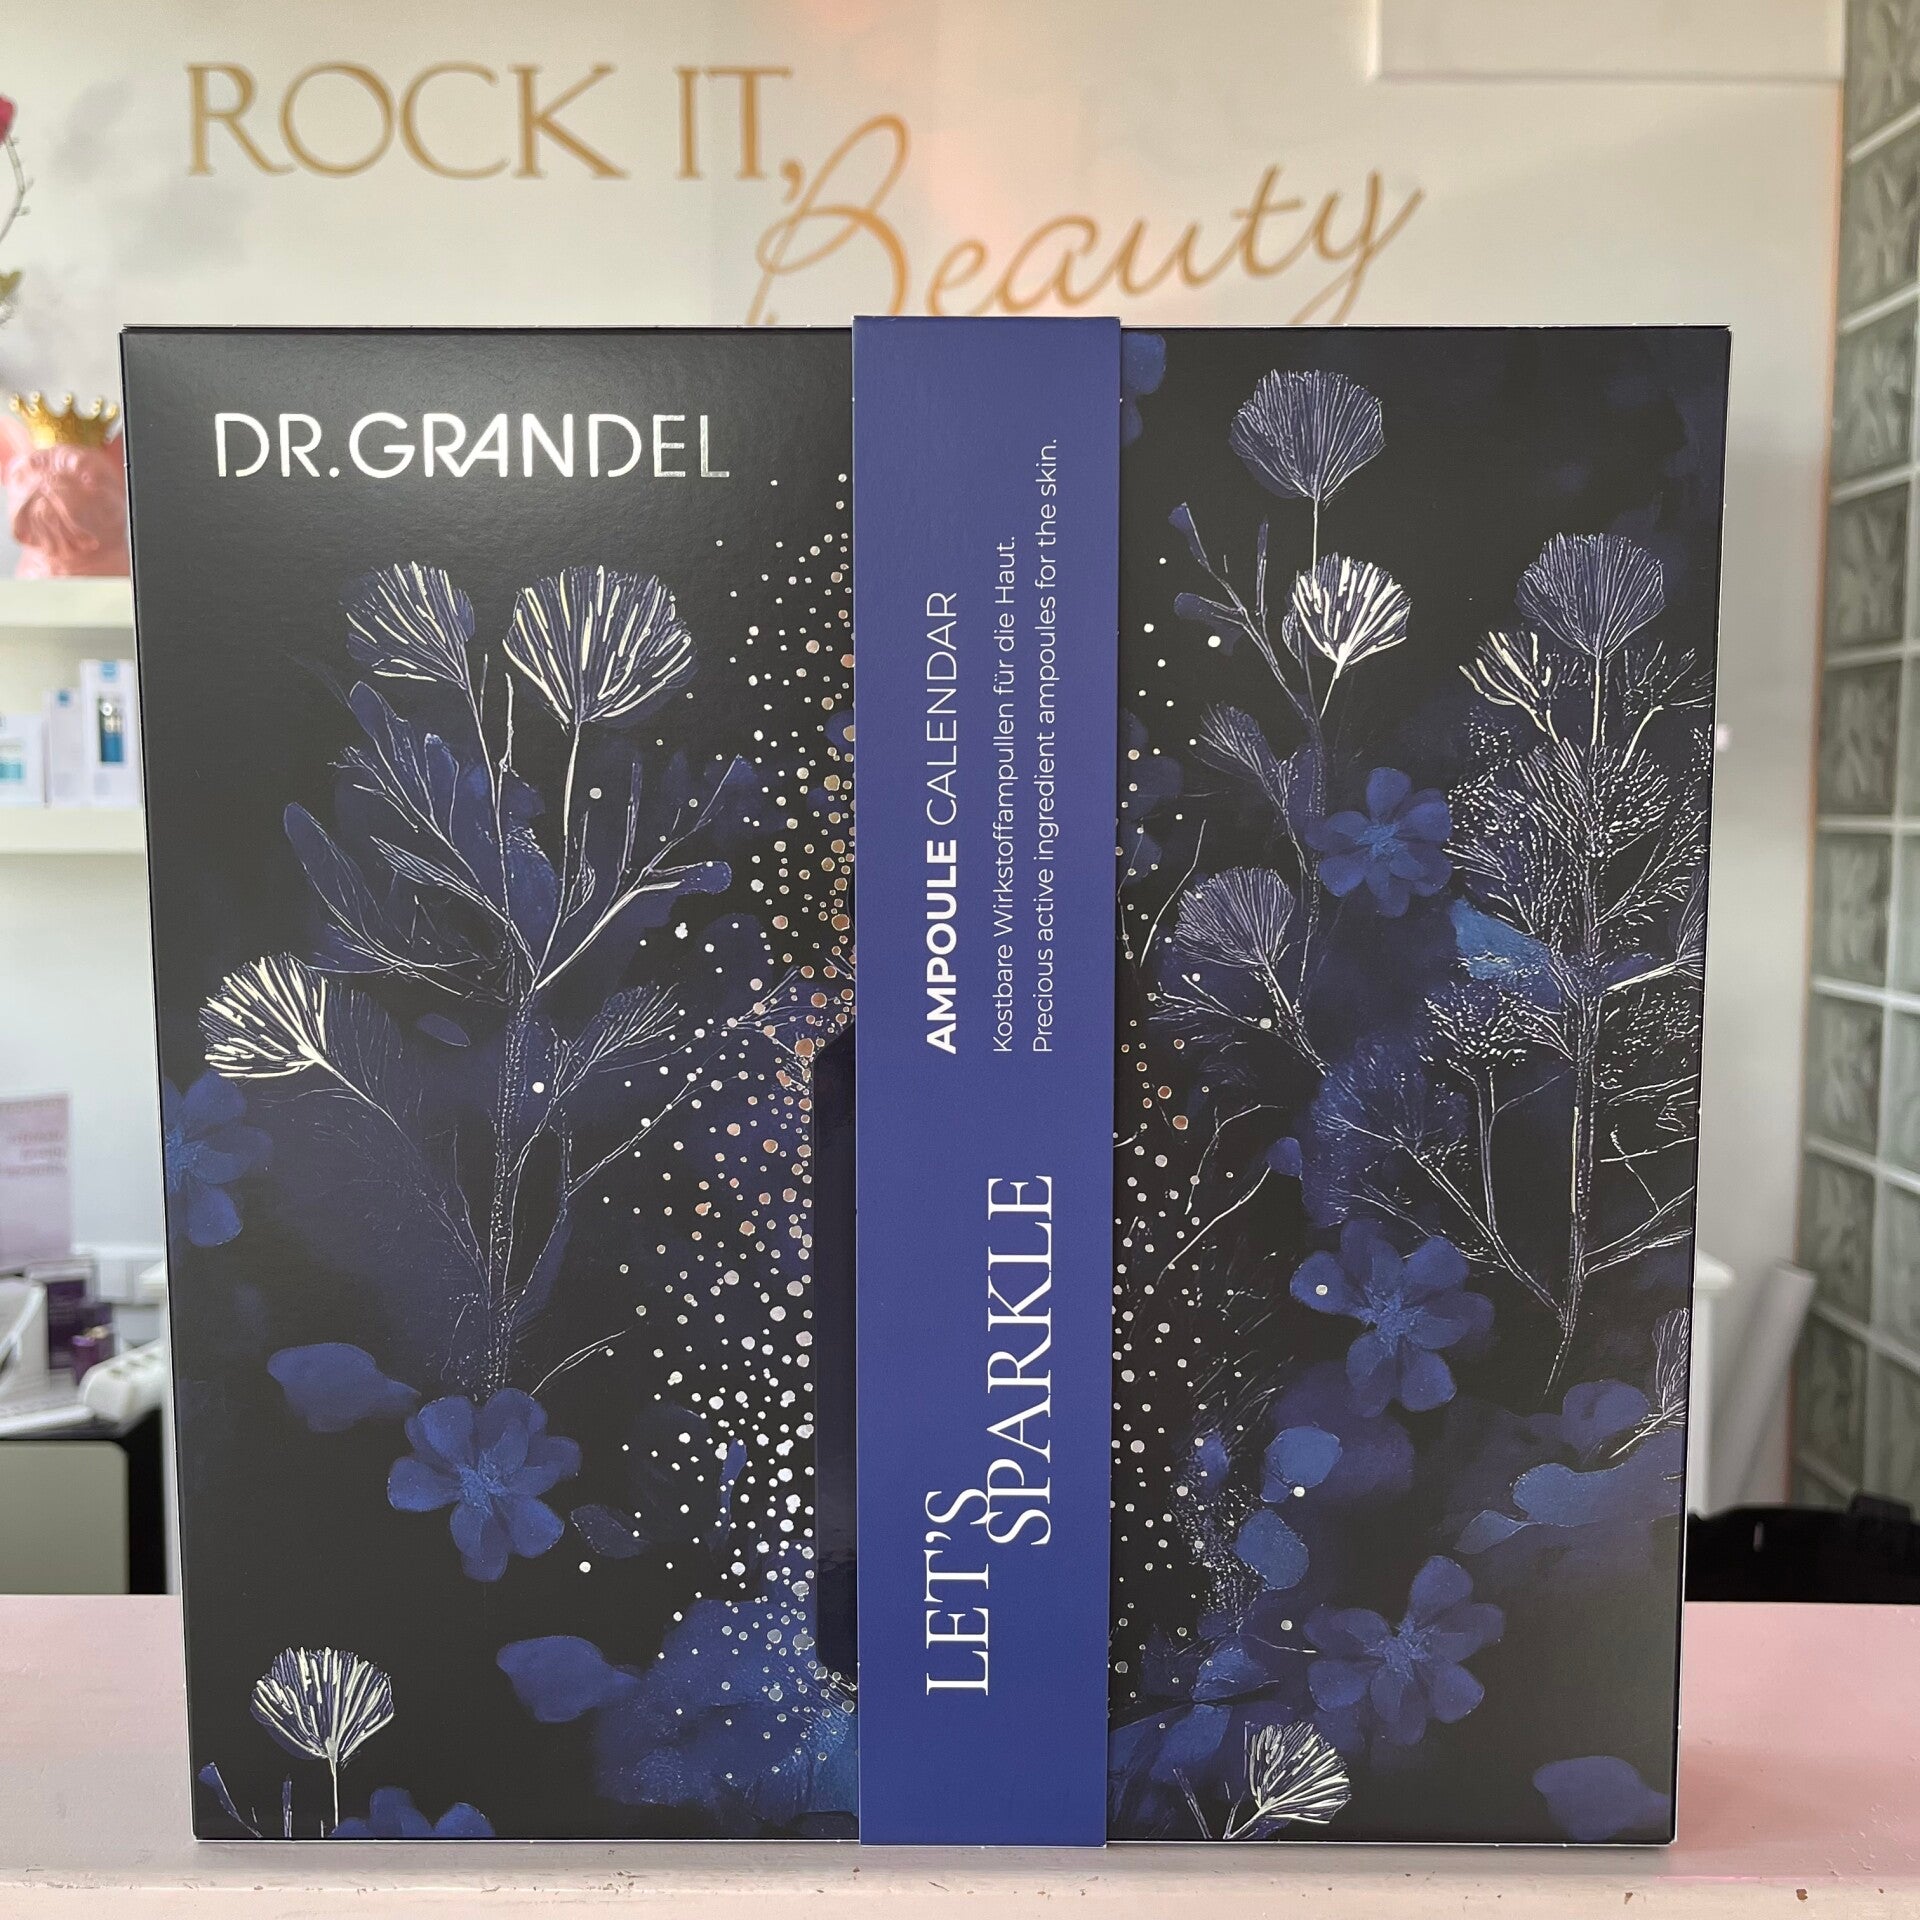 ROCK IT,
Beauty
DR.GRANDEL
LET'S
SPARKLE
AMPOULE CALENDAR
Kostbare Wirkstoffampullen für die Haut.
Precious active ingredient ampoules for the skin.